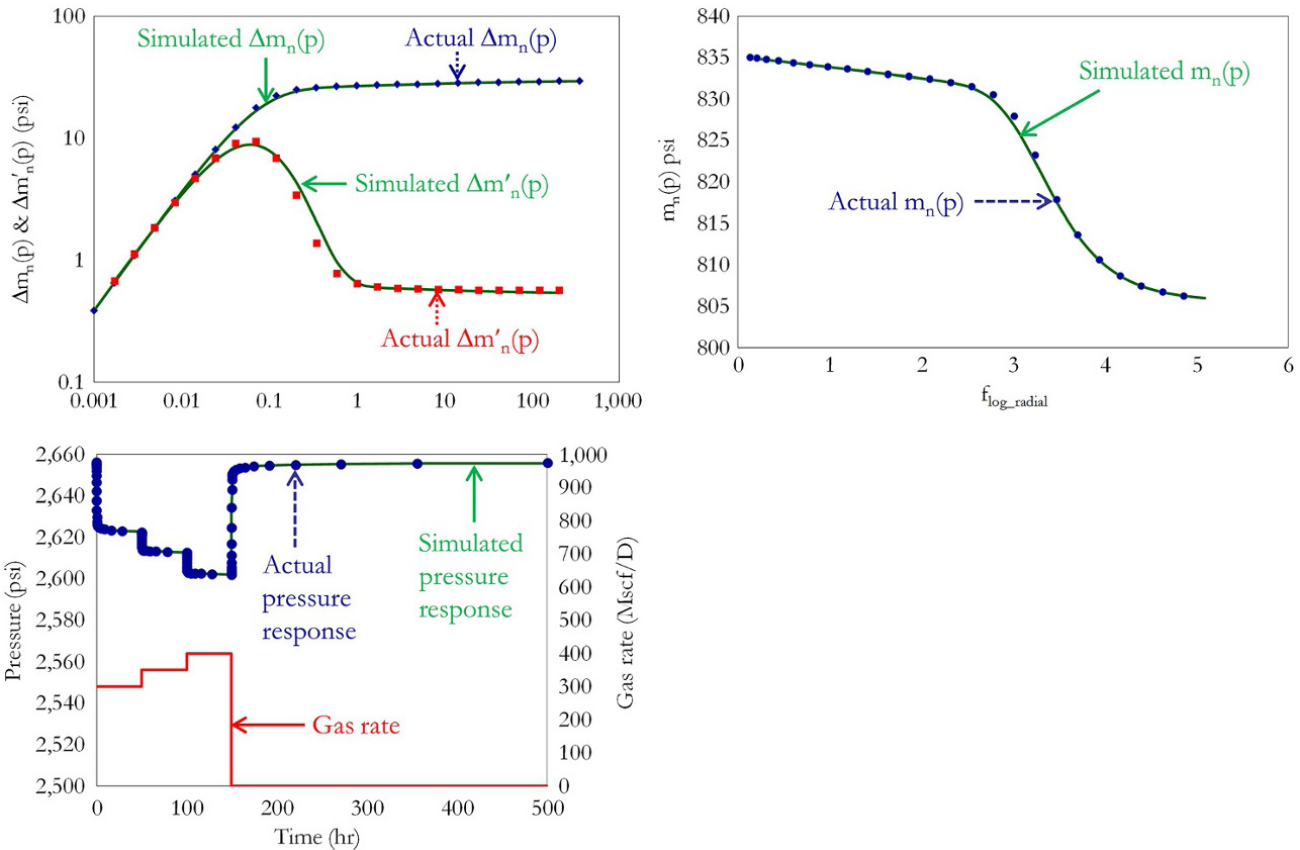 100
10
1
0.1
Δmₙ(p) & Δm′ₙ(p) (psi)
Simulated Δmₙ(p)
Actual Δmₙ(p)
Simulated Δm′ₙ(p)
Actual Δm′ₙ(p)
0.001 0.01 0.1 1 10 100 1,000
840
830
820
810
800
mₙ(p) psi
Simulated mₙ(p)
Actual mₙ(p)
0 1 2 3 4 5 6
f_log_radial
2,660
2,640
2,620
2,600
2,580
2,560
2,540
2,520
2,500
Pressure (psi)
Actual
pressure
response
Simulated
pressure
response
Gas rate
1,000
900
800
700
600
500
400
300
200
100
0
Gas rate (Mscf/D)
0 100 200 300 400 500
Time (hr)